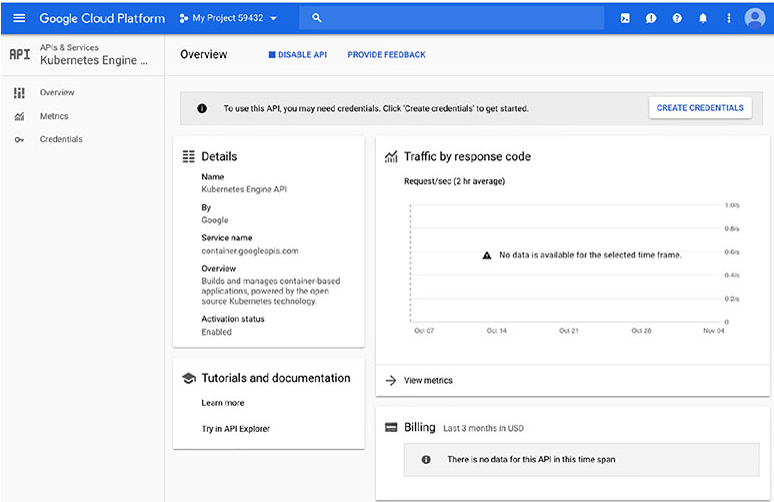 Google Cloud Platform
My Project 59432
API
APIs & Services
Kubernetes Engine ...
Overview
DISABLE API
PROVIDE FEEDBACK
Overview
Metrics
Credentials
To use this API, you may need credentials. Click 'Create credentials' to get started.
CREATE CREDENTIALS
Details
Name
Kubernetes Engine API
By
Google
Service name
container.googleapis.com
Overview
Builds and manages container-based
applications, powered by the open
source Kubernetes technology.
Activation status
Enabled
Tutorials and documentation
Learn more
Try in API Explorer
Traffic by response code
Request/sec (2 hr average)
1.0/s
0.8/s
0.6/s
0.4/s
0.2/s
0
No data is available for the selected time frame.
Oct 07
Oct 14
Oct 21
Oct 28
Nov 04
View metrics
Billing
Last 3 months in USD
There is no data for this API in this time span